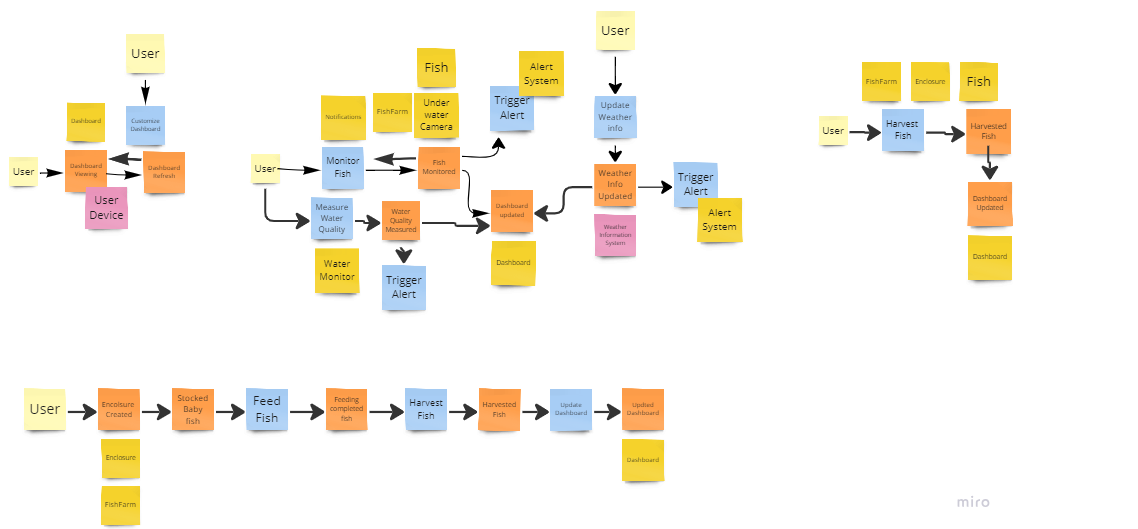 User
Dashboard
Customize
Dashboard
User
Dashboard
Viewing
Dashboard
Refresh
User
Device
Fish
Alert
System
Notifications
FishFarm
Under
water
Camera
Trigger
Alert
User
Monitor
Fish
Fish
Monitored
Measure
Water
Quality
Water
Quality
Measured
Dashboard
updated
Water
Monitor
Trigger
Alert
Dashboard
User
Update
Weather
info
Weather
Info
Updated
Trigger
Alert
Weather
Information
System
Alert
System
FishFarm
Enclosure
Fish
User
Harvest
Fish
Harvested
Fish
Dashboard
Updated
Dashboard
User
Encolsure
Created
Stocked
Baby
fish
Feed
Fish
Feeding
completed
fish
Harvest
Fish
Harvested
Fish
Update
Dashboard
Updted
Dashboard
Enclosure
Dashboard
FishFarm
miro